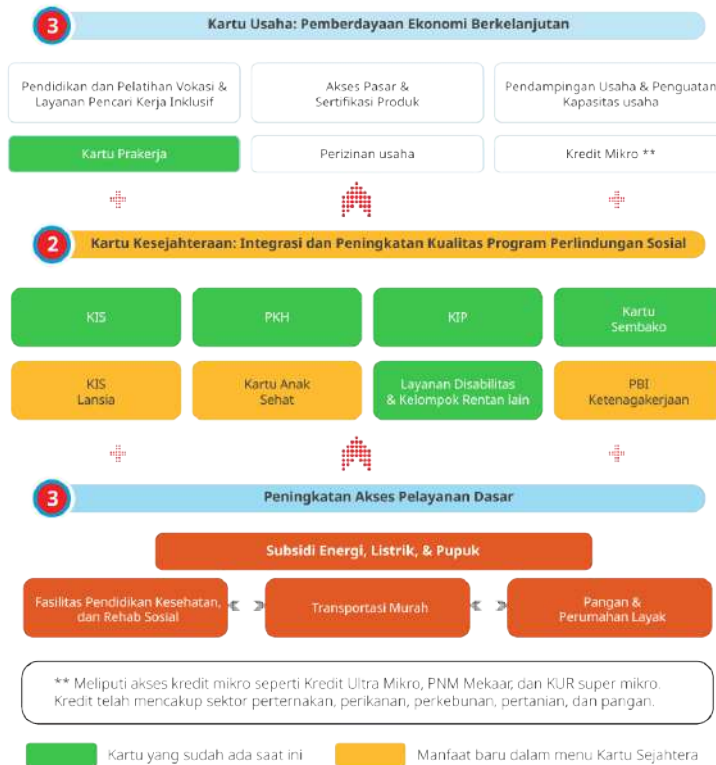 3
Kartu Usaha: Pemberdayaan Ekonomi Berkelanjutan
Pendidikan dan Pelatihan Vokasi &
Layanan Pencari Kerja Inklusif
Akses Pasar &
Sertifikasi Produk
Pendampingan Usaha & Penguatan
Kapasitas usaha
Kartu Prakerja
Perizinan usaha
Kredit Mikro **
2
Kartu Kesejahteraan: Integrasi dan Peningkatan Kualitas Program Perlindungan Sosial
KIS
PKH
KIP
Kartu
Sembako
KIS
Lansia
Kartu Anak
Sehat
Layanan Disabilitas
& Kelompok Rentan lain
PBI
Ketenagakerjaan
3
Peningkatan Akses Pelayanan Dasar
Subsidi Energi, Listrik, & Pupuk
Fasilitas Pendidikan Kesehatan,
dan Rehab Sosial
Transportasi Murah
Pangan &
Perumahan Layak
** Meliputi akses kredit mikro seperti Kredit Ultra Mikro, PNM Mekaar, dan KUR super mikro.
Kredit telah mencakup sektor perternakan, perikanan, perkebunan, pertanian, dan pangan.
Kartu yang sudah ada saat ini
Manfaat baru dalam menu Kartu Sejahtera